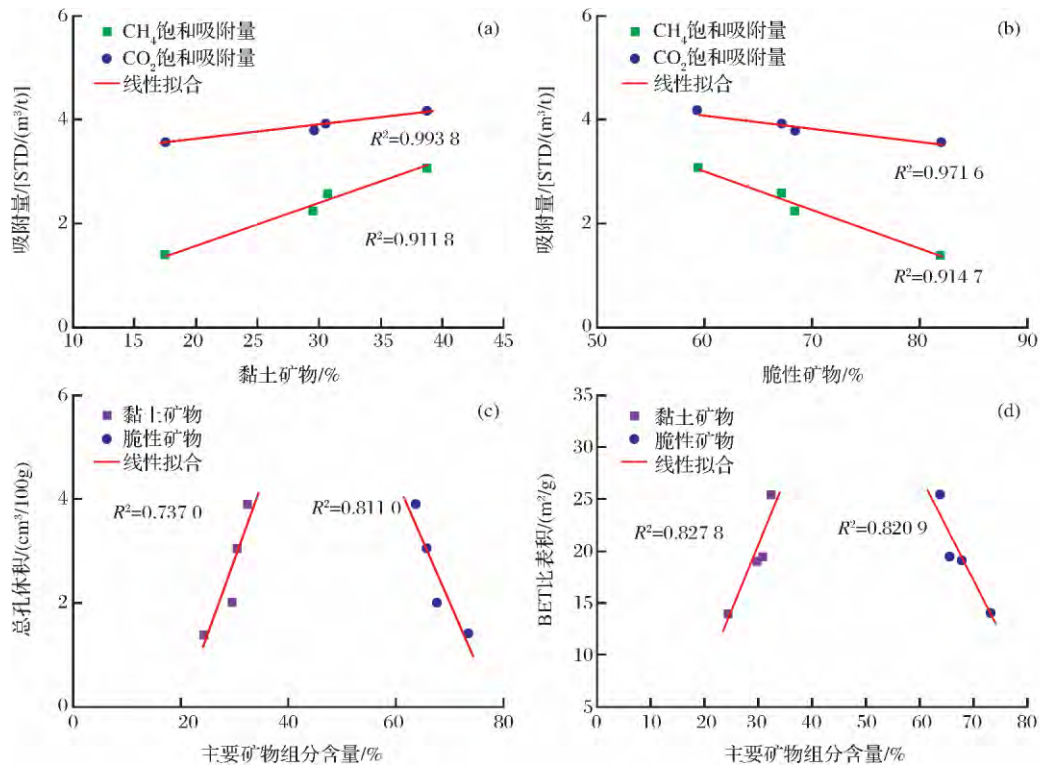 6
4
2
0
吸附量/[STD/(m³/t)]
CH₄饱和吸附量
CO₂饱和吸附量
线性拟合
(a)
R²=0.993 8
R²=0.911 8
10 15 20 25 30 35 40 45
黏土矿物/%
6
4
2
0
吸附量/[STD/(m³/t)]
CH₄饱和吸附量
CO₂饱和吸附量
线性拟合
(b)
R²=0.971 6
R²=0.914 7
50 60 70 80 90
脆性矿物/%
6
4
2
0
总孔体积/(cm³/100g)
黏土矿物
脆性矿物
线性拟合
(c)
R²=0.737 0
R²=0.811 0
0 20 40 60 80
主要矿物组分含量/%
35
30
25
20
15
10
5
BET比表积/(m²/g)
黏土矿物
脆性矿物
线性拟合
(d)
R²=0.827 8
R²=0.820 9
0 10 20 30 40 50 60 70 80
主要矿物组分含量/%